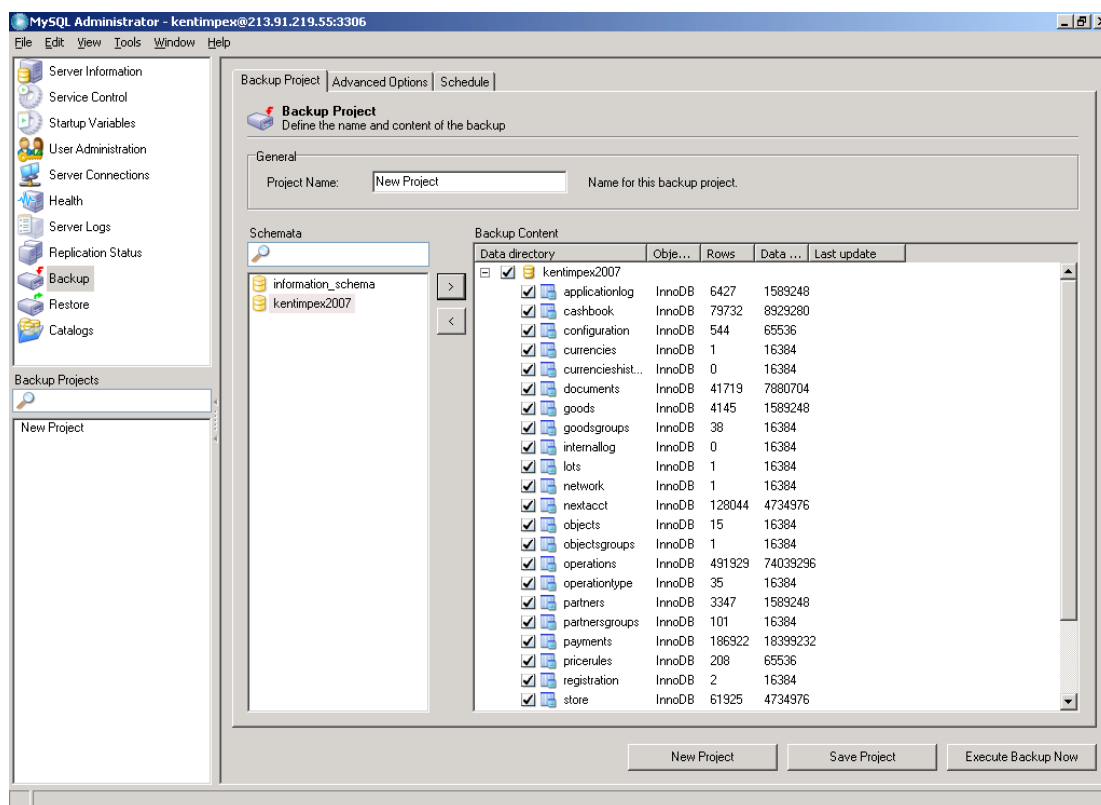 MySQL Administrator - kentimpex@213.91.219.55:3306
File Edit View Tools Window Help
Server Information
Service Control
Startup Variables
User Administration
Server Connections
Health
Server Logs
Replication Status
Backup
Restore
Catalogs
Backup Projects
New Project
Backup Project Advanced Options Schedule
Backup Project
Define the name and content of the backup
General
Project Name: New Project Name for this backup project.
Schemata
information_schema
kentimpex2007
>
<
Backup Content
Data directory Obje... Rows Data ... Last update
kentimpex2007
applicationlog InnoDB 6427 1589248
cashbook InnoDB 79732 8929280
configuration InnoDB 544 65536
currencies InnoDB 1 16384
currencieshist... InnoDB 0 16384
documents InnoDB 41719 7880704
goods InnoDB 4145 1589248
goodsgroups InnoDB 38 16384
internallog InnoDB 0 16384
lots InnoDB 1 16384
network InnoDB 1 16384
nextacct InnoDB 128044 4734976
objects InnoDB 15 16384
objectsgroups InnoDB 1 16384
operations InnoDB 491929 74039296
operationtype InnoDB 35 16384
partners InnoDB 3347 1589248
partnersgroups InnoDB 101 16384
payments InnoDB 186922 18399232
pricerules InnoDB 208 65536
registration InnoDB 2 16384
store InnoDB 61925 4734976
New Project Save Project Execute Backup Now